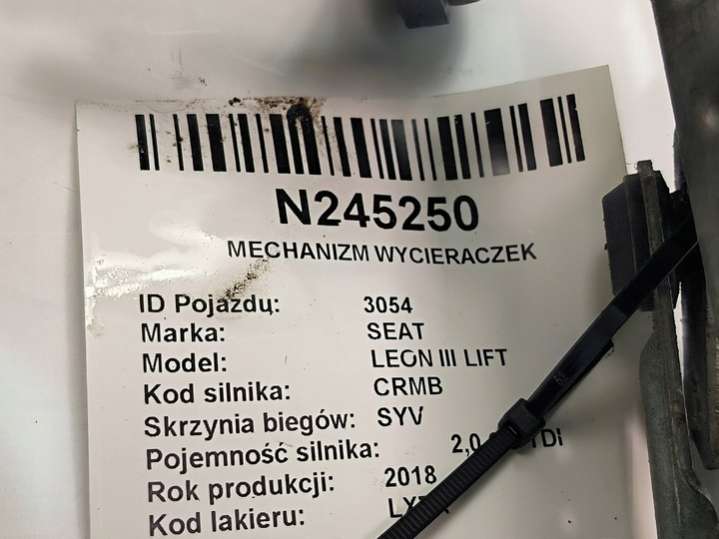 N245250
MECHANIZM WYCIERACZEK
ID Pojazdu: 3054
Marka: SEAT
Model: LEON III LIFT
Kod silnika: CRMB
Skrzynia biegów: SYV
Pojemność silnika: 2,0
Rok produkcji: 2018
Kod lakieru: